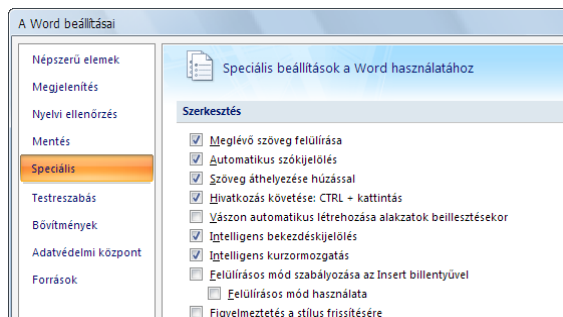 A Word beállításai
Népszerű elemek
Megjelenítés
Nyelvi ellenőrzés
Mentés
Speciális
Testreszabás
Bővítmények
Adatvédelmi központ
Források
Speciális beállítások a Word használatához
Szerkesztés
Meglévő szöveg felülírása
Automatikus szókijelölés
Szöveg áthelyezése húzással
Hivatkozás követése: CTRL + kattintás
Vászon automatikus létrehozása alakzatok beillesztésekor
Intelligens bekezdéskijelölés
Intelligens kurzormozgatás
Felülírásos mód szabályozása az Insert billentyűvel
Felülírásos mód használata
Figyelmeztetés a stílus frissítésére